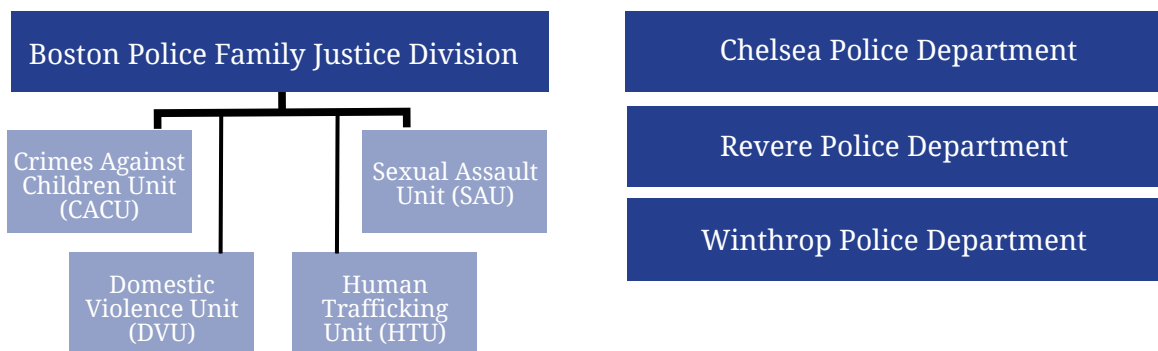 Boston Police Family Justice Division
Crimes Against
Children Unit
(CACU)
Sexual Assault
Unit (SAU)
Domestic
Violence Unit
(DVU)
Human
Trafficking
Unit (HTU)
Chelsea Police Department
Revere Police Department
Winthrop Police Department